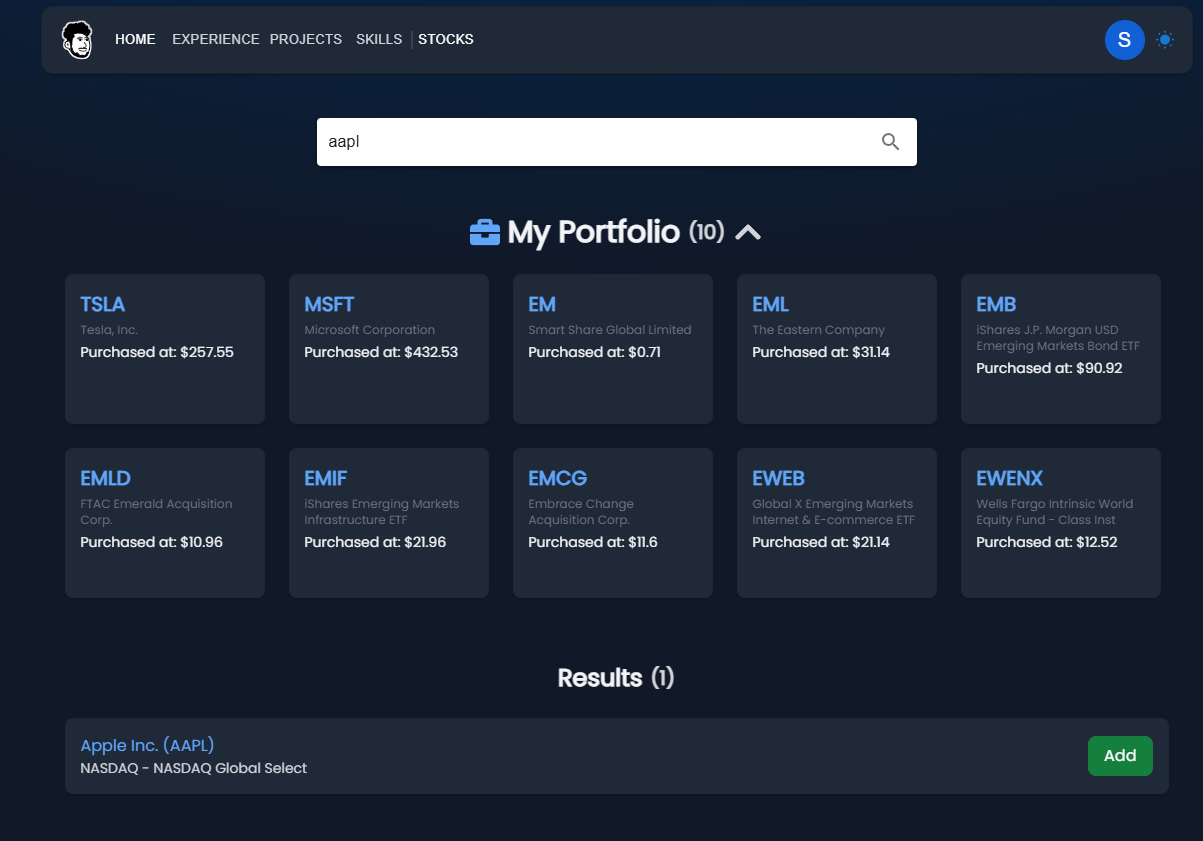 HOME EXPERIENCE PROJECTS SKILLS STOCKS S
aapl
My Portfolio (10)
TSLA
Tesla, Inc.
Purchased at: $257.55
MSFT
Microsoft Corporation
Purchased at: $432.53
EM
Smart Share Global Limited
Purchased at: $0.71
EML
The Eastern Company
Purchased at: $31.14
EMB
iShares J.P. Morgan USD
Emerging Markets Bond ETF
Purchased at: $90.92
EMLD
FTAC Emerald Acquisition
Corp.
Purchased at: $10.96
EMIF
iShares Emerging Markets
Infrastructure ETF
Purchased at: $21.96
EMCG
Embrace Change
Acquisition Corp.
Purchased at: $11.6
EWEB
Global X Emerging Markets
Internet & E-commerce ETF
Purchased at: $21.14
EWENX
Wells Fargo Intrinsic World
Equity Fund - Class Inst
Purchased at: $12.52
Results (1)
Apple Inc. (AAPL)
NASDAQ - NASDAQ Global Select
Add